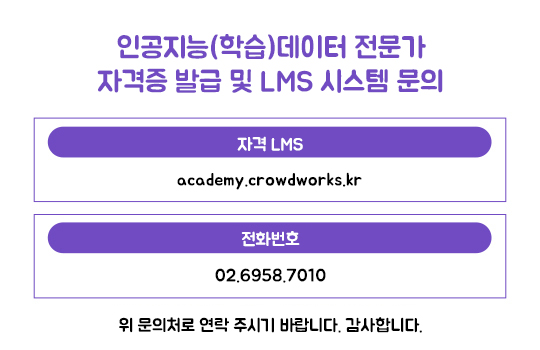 인공지능(학습)데이터 전문가
자격증 발급 및 LMS 시스템 문의
자격 LMS
academy.crowdworks.kr
전화번호
02.6958.7010
위 문의처로 연락 주시기 바랍니다. 감사합니다.